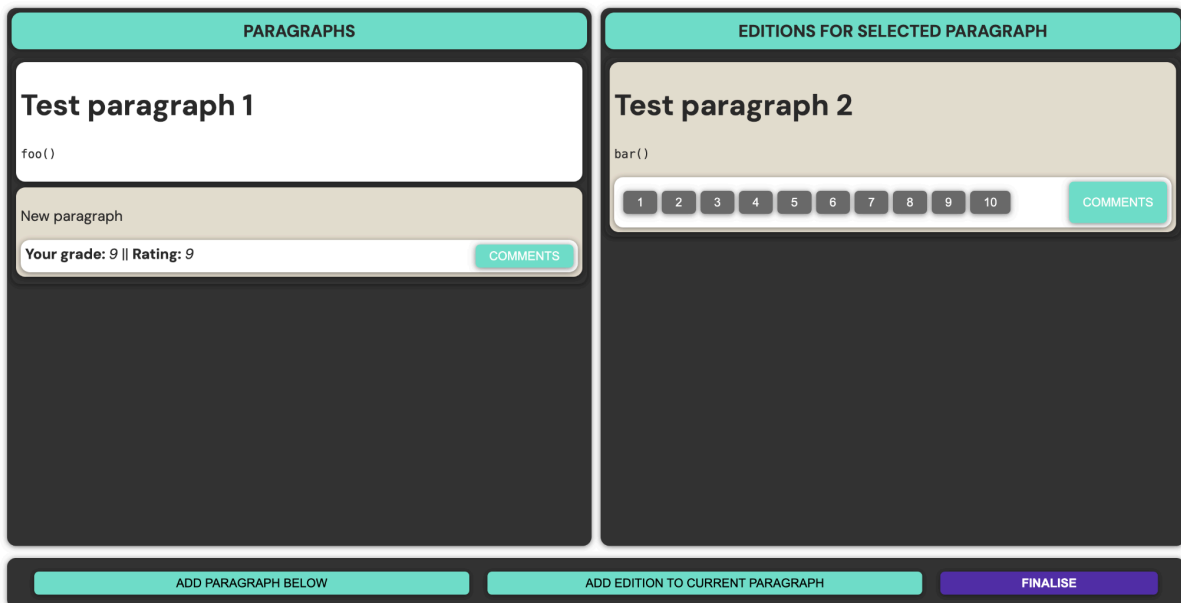 PARAGRAPHS
Test paragraph 1
foo()
New paragraph
Your grade: 9 || Rating: 9
COMMENTS
EDITIONS FOR SELECTED PARAGRAPH
Test paragraph 2
bar()
1 2 3 4 5 6 7 8 9 10
COMMENTS
ADD PARAGRAPH BELOW
ADD EDITION TO CURRENT PARAGRAPH
FINALISE